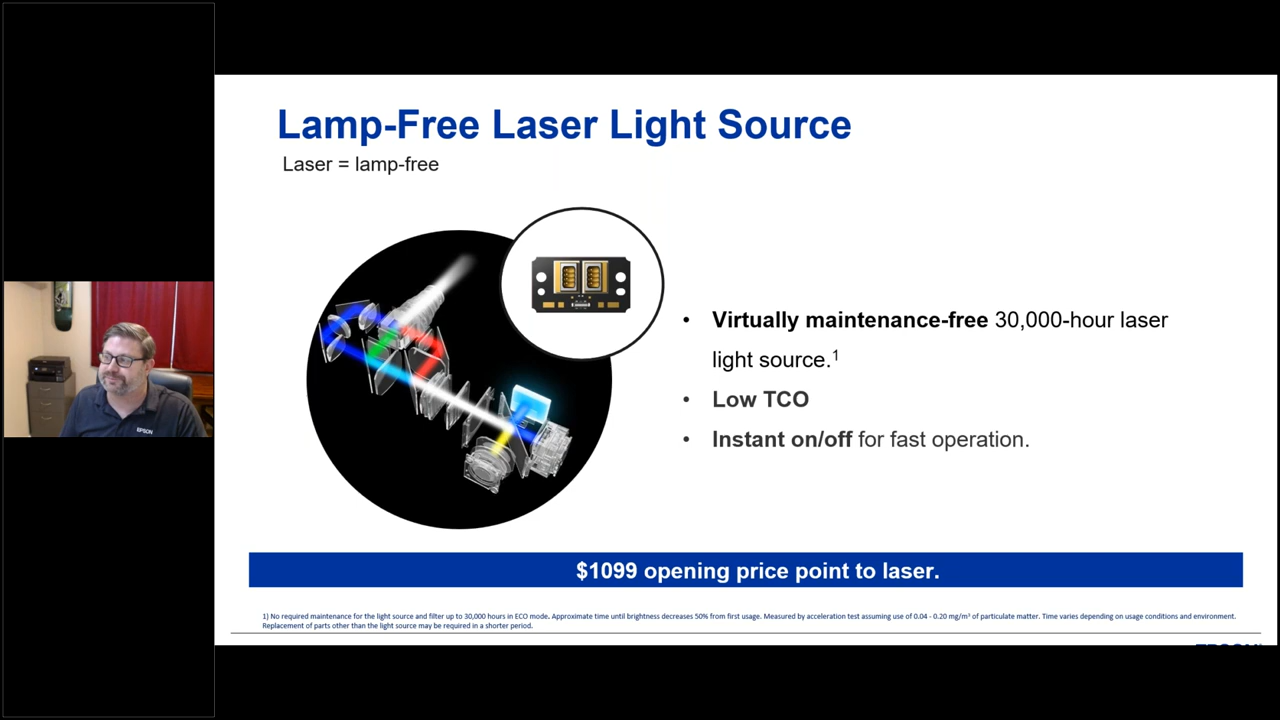 Lamp-Free Laser Light Source
Laser = lamp-free
• Virtually maintenance-free 30,000-hour laser
light source.1
• Low TCO
• Instant on/off for fast operation.
EPSON
$1099 opening price point to laser.
1) No required maintenance for the light source and filter up to 30,000 hours in ECO mode. Approximate time until brightness decreases 50% from first usage. Measured by acceleration test assuming use of 0.04 - 0.20 mg/m³ of particulate matter. Time varies depending on usage conditions and environment.
Replacement of parts other than the light source may be required in a shorter period.
EPSON